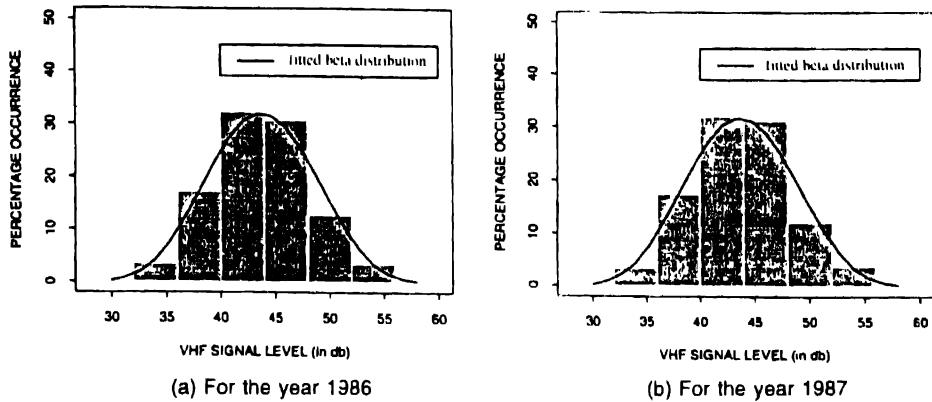 PERCENTAGE OCCURRENCE
50
40
30
20
10
0
fitted beta distribution
30 35 40 45 50 55 60
VHF SIGNAL LEVEL (in db)
(a) For the year 1986
PERCENTAGE OCCURRENCE
50
40
30
20
10
0
fitted beta distribution
30 35 40 45 50 55 60
VHF SIGNAL LEVEL (in db)
(b) For the year 1987